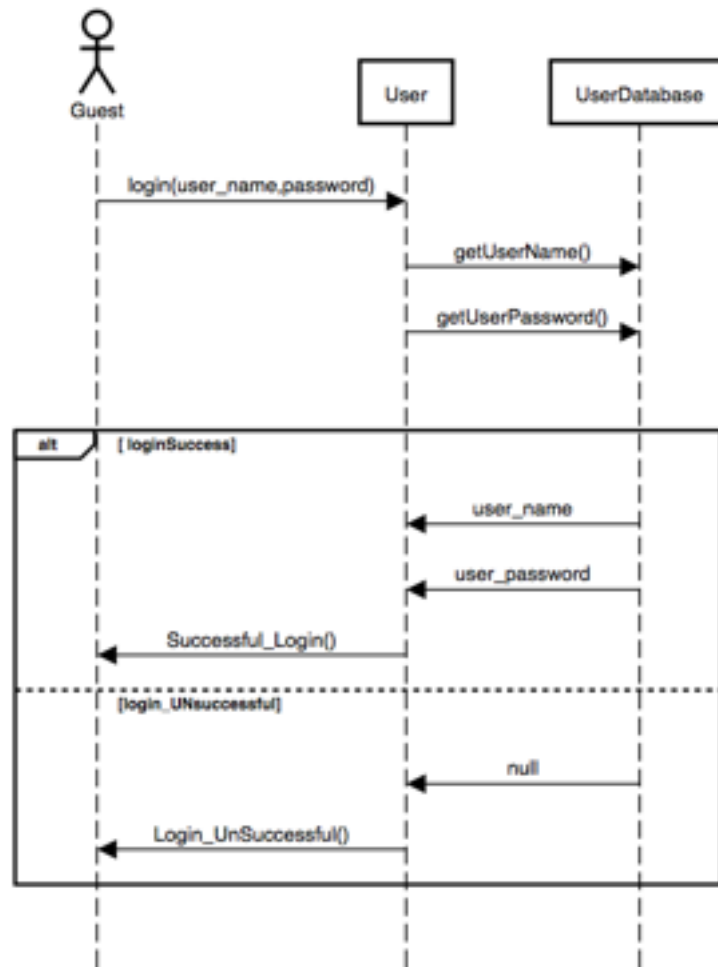 Guest
User
UserDatabase
login(user_name,password)
getUserName()
getUserPassword()
alt
[ loginSuccess]
user_name
user_password
Successful_Login()
[login_UNsuccessful]
null
Login_UnSuccessful()